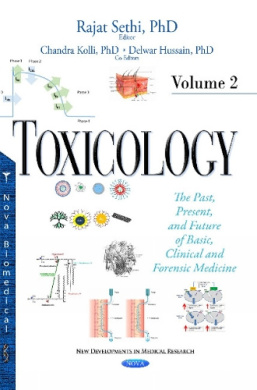 Rajat Sethi, PhD
Editor
Chandra Kolli, PhD • Delwar Hussain, PhD
Co-Editors
Volume 2
TOXICOLOGY
The Past,
Present,
and Future
of Basic,
Clinical and
Forensic Medicine
Nova Biomedical
NEW DEVELOPMENTS IN MEDICAL RESEARCH
NOVA